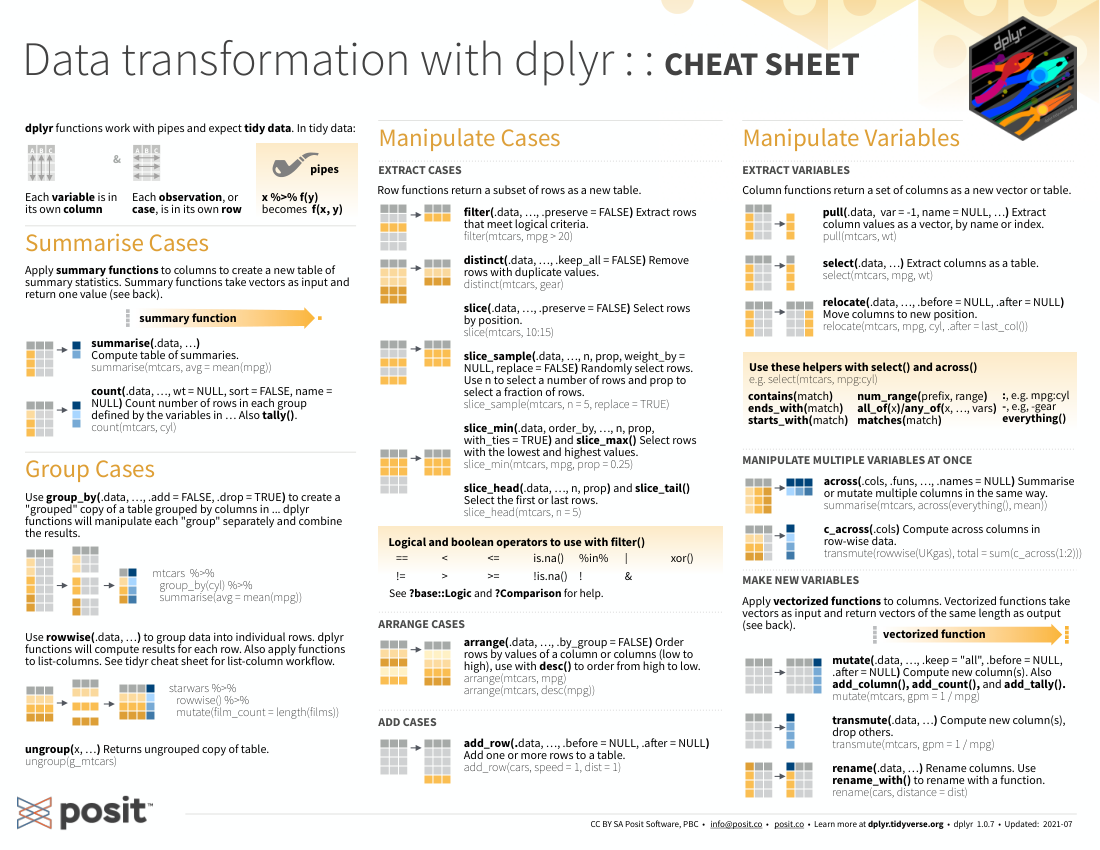 Data transformation with dplyr : : CHEAT SHEET
dplyr
dplyr functions work with pipes and expect tidy data. In tidy data:
A B C
&
A B C
pipes
Each variable is in
its own column
Each observation, or
case, is in its own row
x %>% f(y)
becomes f(x, y)
Summarise Cases
Apply summary functions to columns to create a new table of
summary statistics. Summary functions take vectors as input and
return one value (see back).
summary function
summarise(.data, …)
Compute table of summaries.
summarise(mtcars, avg = mean(mpg))
count(.data, …, wt = NULL, sort = FALSE, name =
NULL) Count number of rows in each group
defined by the variables in … Also tally().
count(mtcars, cyl)
Group Cases
Use group_by(.data, …, .add = FALSE, .drop = TRUE) to create a
"grouped" copy of a table grouped by columns in ... dplyr
functions will manipulate each "group" separately and combine
the results.
mtcars %>%
group_by(cyl) %>%
summarise(avg = mean(mpg))
Use rowwise(.data, …) to group data into individual rows. dplyr
functions will compute results for each row. Also apply functions
to list-columns. See tidyr cheat sheet for list-column workflow.
starwars %>%
rowwise() %>%
mutate(film_count = length(films))
ungroup(x, …) Returns ungrouped copy of table.
ungroup(g_mtcars)
Manipulate Cases
EXTRACT CASES
Row functions return a subset of rows as a new table.
filter(.data, …, .preserve = FALSE) Extract rows
that meet logical criteria.
filter(mtcars, mpg > 20)
distinct(.data, …, .keep_all = FALSE) Remove
rows with duplicate values.
distinct(mtcars, gear)
slice(.data, …, .preserve = FALSE) Select rows
by position.
slice(mtcars, 10:15)
slice_sample(.data, …, n, prop, weight_by =
NULL, replace = FALSE) Randomly select rows.
Use n to select a number of rows and prop to
select a fraction of rows.
slice_sample(mtcars, n = 5, replace = TRUE)
slice_min(.data, order_by, …, n, prop,
with_ties = TRUE) and slice_max() Select rows
with the lowest and highest values.
slice_min(mtcars, mpg, prop = 0.25)
slice_head(.data, …, n, prop) and slice_tail()
Select the first or last rows.
slice_head(mtcars, n = 5)
Logical and boolean operators to use with filter()
== < <= is.na() %in% | xor()
!= > >= !is.na() ! &
See ?base::Logic and ?Comparison for help.
ARRANGE CASES
arrange(.data, …, .by_group = FALSE) Order
rows by values of a column or columns (low to
high), use with desc() to order from high to low.
arrange(mtcars, mpg)
arrange(mtcars, desc(mpg))
ADD CASES
add_row(.data, …, .before = NULL, .after = NULL)
Add one or more rows to a table.
add_row(cars, speed = 1, dist = 1)
Manipulate Variables
EXTRACT VARIABLES
Column functions return a set of columns as a new vector or table.
pull(.data, var = -1, name = NULL, …) Extract
column values as a vector, by name or index.
pull(mtcars, wt)
select(.data, …) Extract columns as a table.
select(mtcars, mpg, wt)
relocate(.data, …, .before = NULL, .after = NULL)
Move columns to new position.
relocate(mtcars, mpg, cyl, .after = last_col())
Use these helpers with select() and across()
e.g. select(mtcars, mpg:cyl)
contains(match) num_range(prefix, range) :, e.g. mpg:cyl
ends_with(match) all_of(x)/any_of(x, …, vars) -, e.g, -gear
starts_with(match) matches(match) everything()
MANIPULATE MULTIPLE VARIABLES AT ONCE
across(.cols, .funs, …, .names = NULL) Summarise
or mutate multiple columns in the same way.
summarise(mtcars, across(everything(), mean))
c_across(.cols) Compute across columns in
row-wise data.
transmute(rowwise(UKgas), total = sum(c_across(1:2)))
MAKE NEW VARIABLES
Apply vectorized functions to columns. Vectorized functions take
vectors as input and return vectors of the same length as output
(see back).
vectorized function
mutate(.data, …, .keep = "all", .before = NULL,
.after = NULL) Compute new column(s). Also
add_column(), add_count(), and add_tally().
mutate(mtcars, gpm = 1 / mpg)
transmute(.data, …) Compute new column(s),
drop others.
transmute(mtcars, gpm = 1 / mpg)
rename(.data, …) Rename columns. Use
rename_with() to rename with a function.
rename(cars, distance = dist)
posit™
CC BY SA Posit Software, PBC • info@posit.co • posit.co • Learn more at dplyr.tidyverse.org • dplyr 1.0.7 • Updated: 2021-07